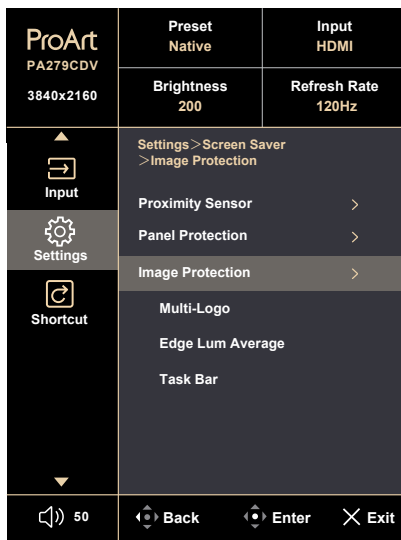 ProArt
PA279CDV
3840x2160
Preset
Native
Input
HDMI
Brightness
200
Refresh Rate
120Hz
Input
Settings
Shortcut
Settings>Screen Saver
>Image Protection
Proximity Sensor >
Panel Protection >
Image Protection >
Multi-Logo
Edge Lum Average
Task Bar
50
Back
Enter
Exit